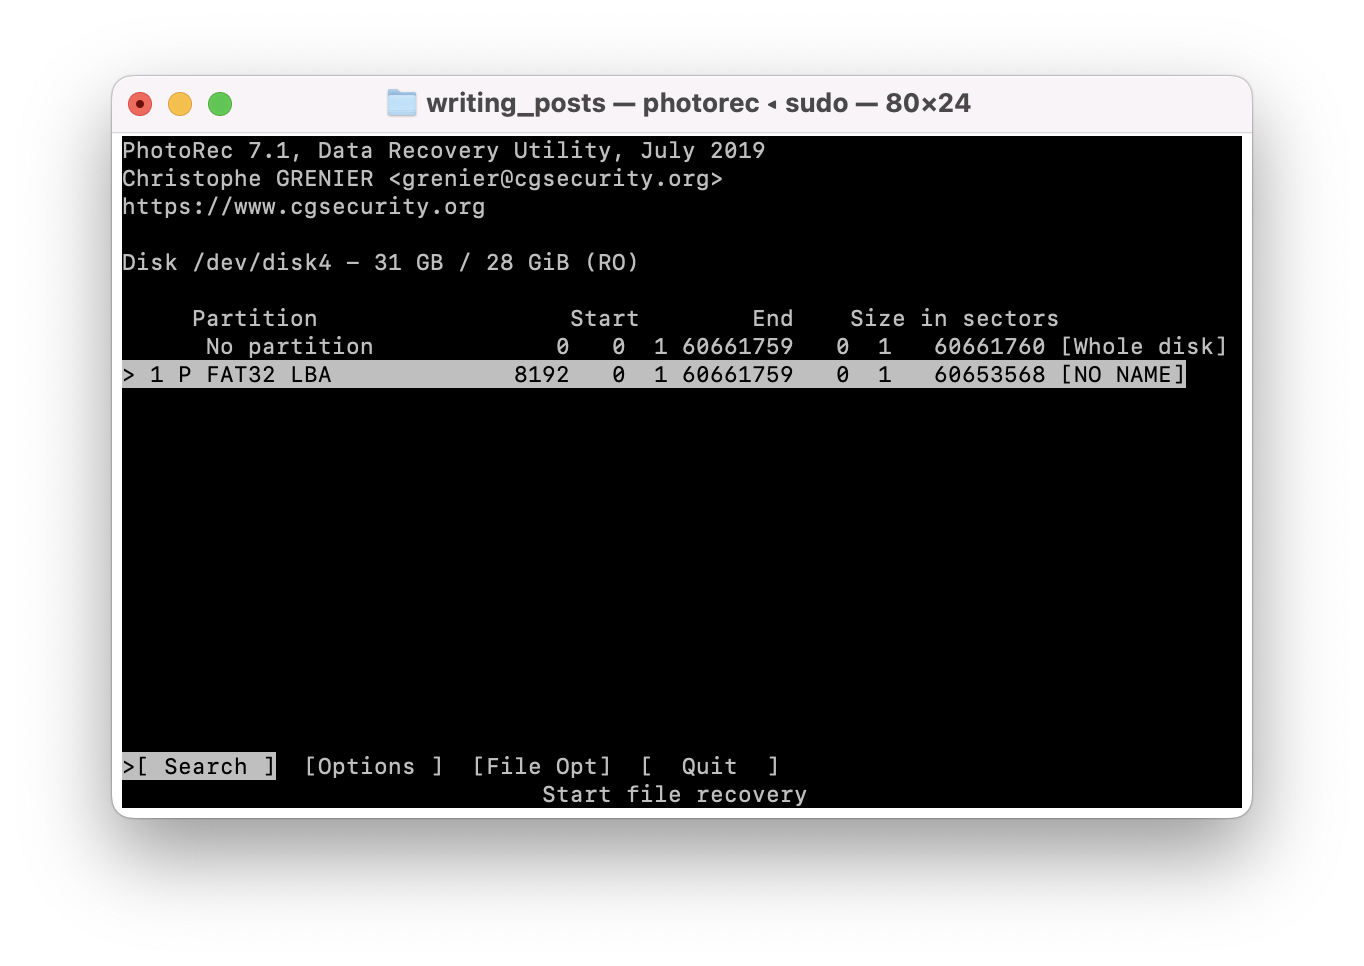 writing_posts — photorec ◂ sudo — 80×24
PhotoRec 7.1, Data Recovery Utility, July 2019
Christophe GRENIER <grenier@cgsecurity.org>
https://www.cgsecurity.org
Disk /dev/disk4 - 31 GB / 28 GiB (RO)
     Partition                  Start        End    Size in sectors
      No partition             0   0  1 60661759   0  1   60661760 [Whole disk]
> 1 P FAT32 LBA             8192   0  1 60661759   0  1   60653568 [NO NAME]
>[ Search ]  [Options ]  [File Opt]  [  Quit  ]
                              Start file recovery